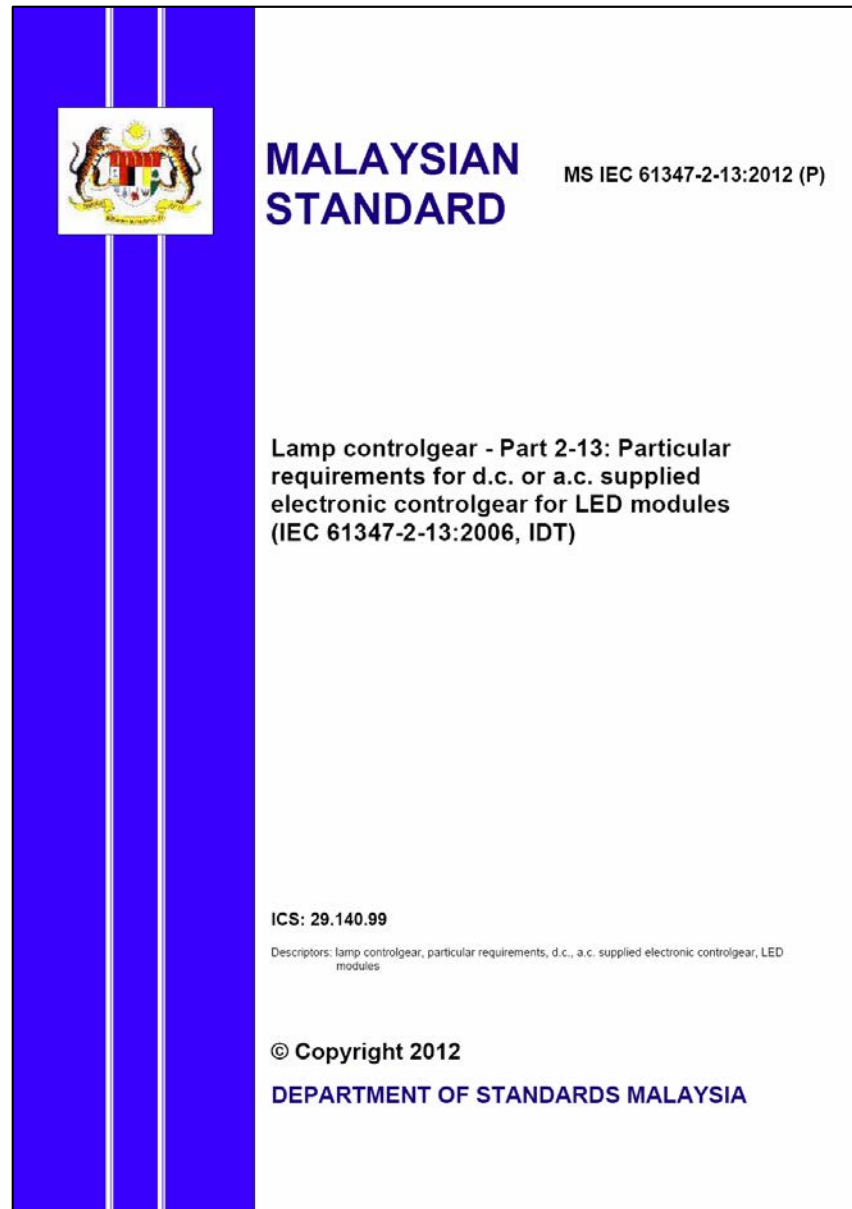 MALAYSIAN
STANDARD
MS IEC 61347-2-13:2012 (P)
Lamp controlgear - Part 2-13: Particular
requirements for d.c. or a.c. supplied
electronic controlgear for LED modules
(IEC 61347-2-13:2006, IDT)
ICS: 29.140.99
Descriptors: lamp controlgear, particular requirements, d.c., a.c. supplied electronic controlgear, LED
modules
© Copyright 2012
DEPARTMENT OF STANDARDS MALAYSIA